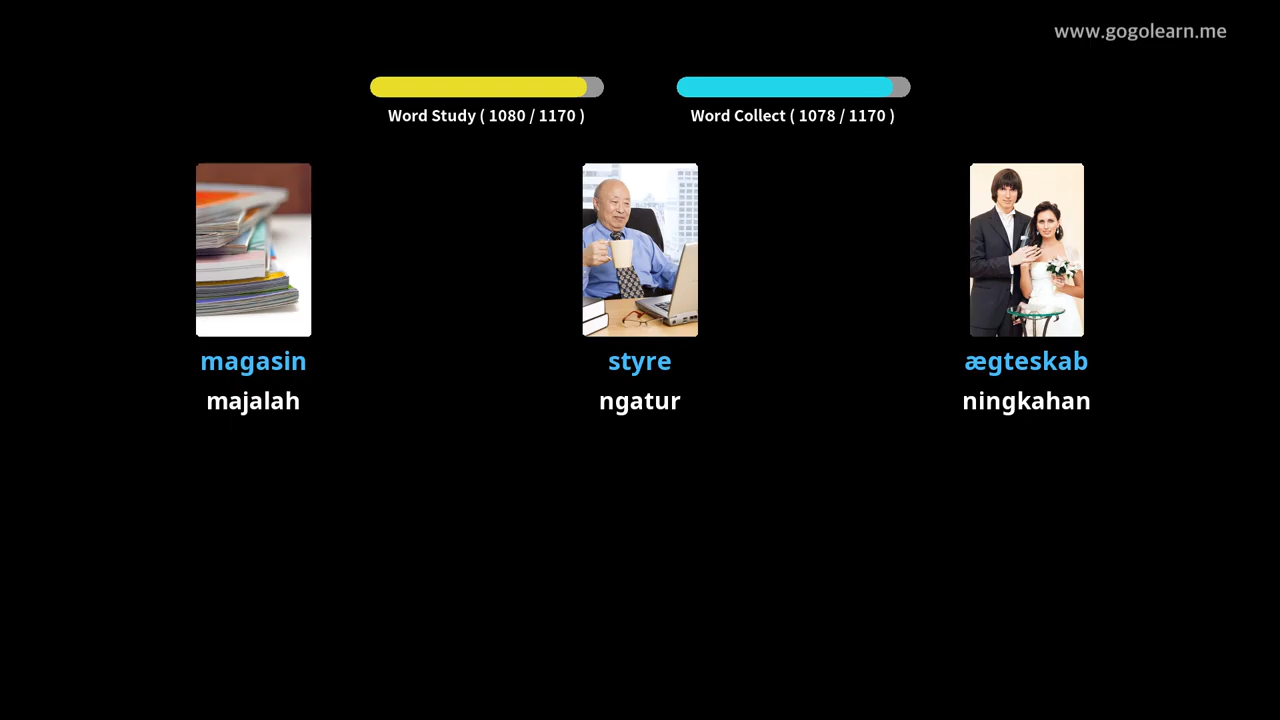 www.gogolearn.me
Word Study ( 1080 / 1170 )
Word Collect ( 1078 / 1170 )
magasin
styre
ægteskab
majalah
ngatur
ningkahan